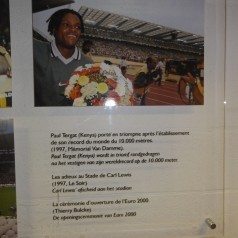 Paul Tergat (Kenya) porté en triomphe après l'établissement
de son record du monde du 10.000 mètres.
(1997, Mémorial Van Damme).
Paul Tergat (Kenya) wordt in triomf rondgedragen
na het vestigen van zijn wereldrecord op de 10.000 meter
Les adieux au Stade de Carl Lewis
(1997, Le Soir).
Carl Lewis' afscheid aan het stadion
La cérémonie d'ouverture de l'Euro 2000.
(Thierry Bulcke).
De openingsceremonie van Euro 2000